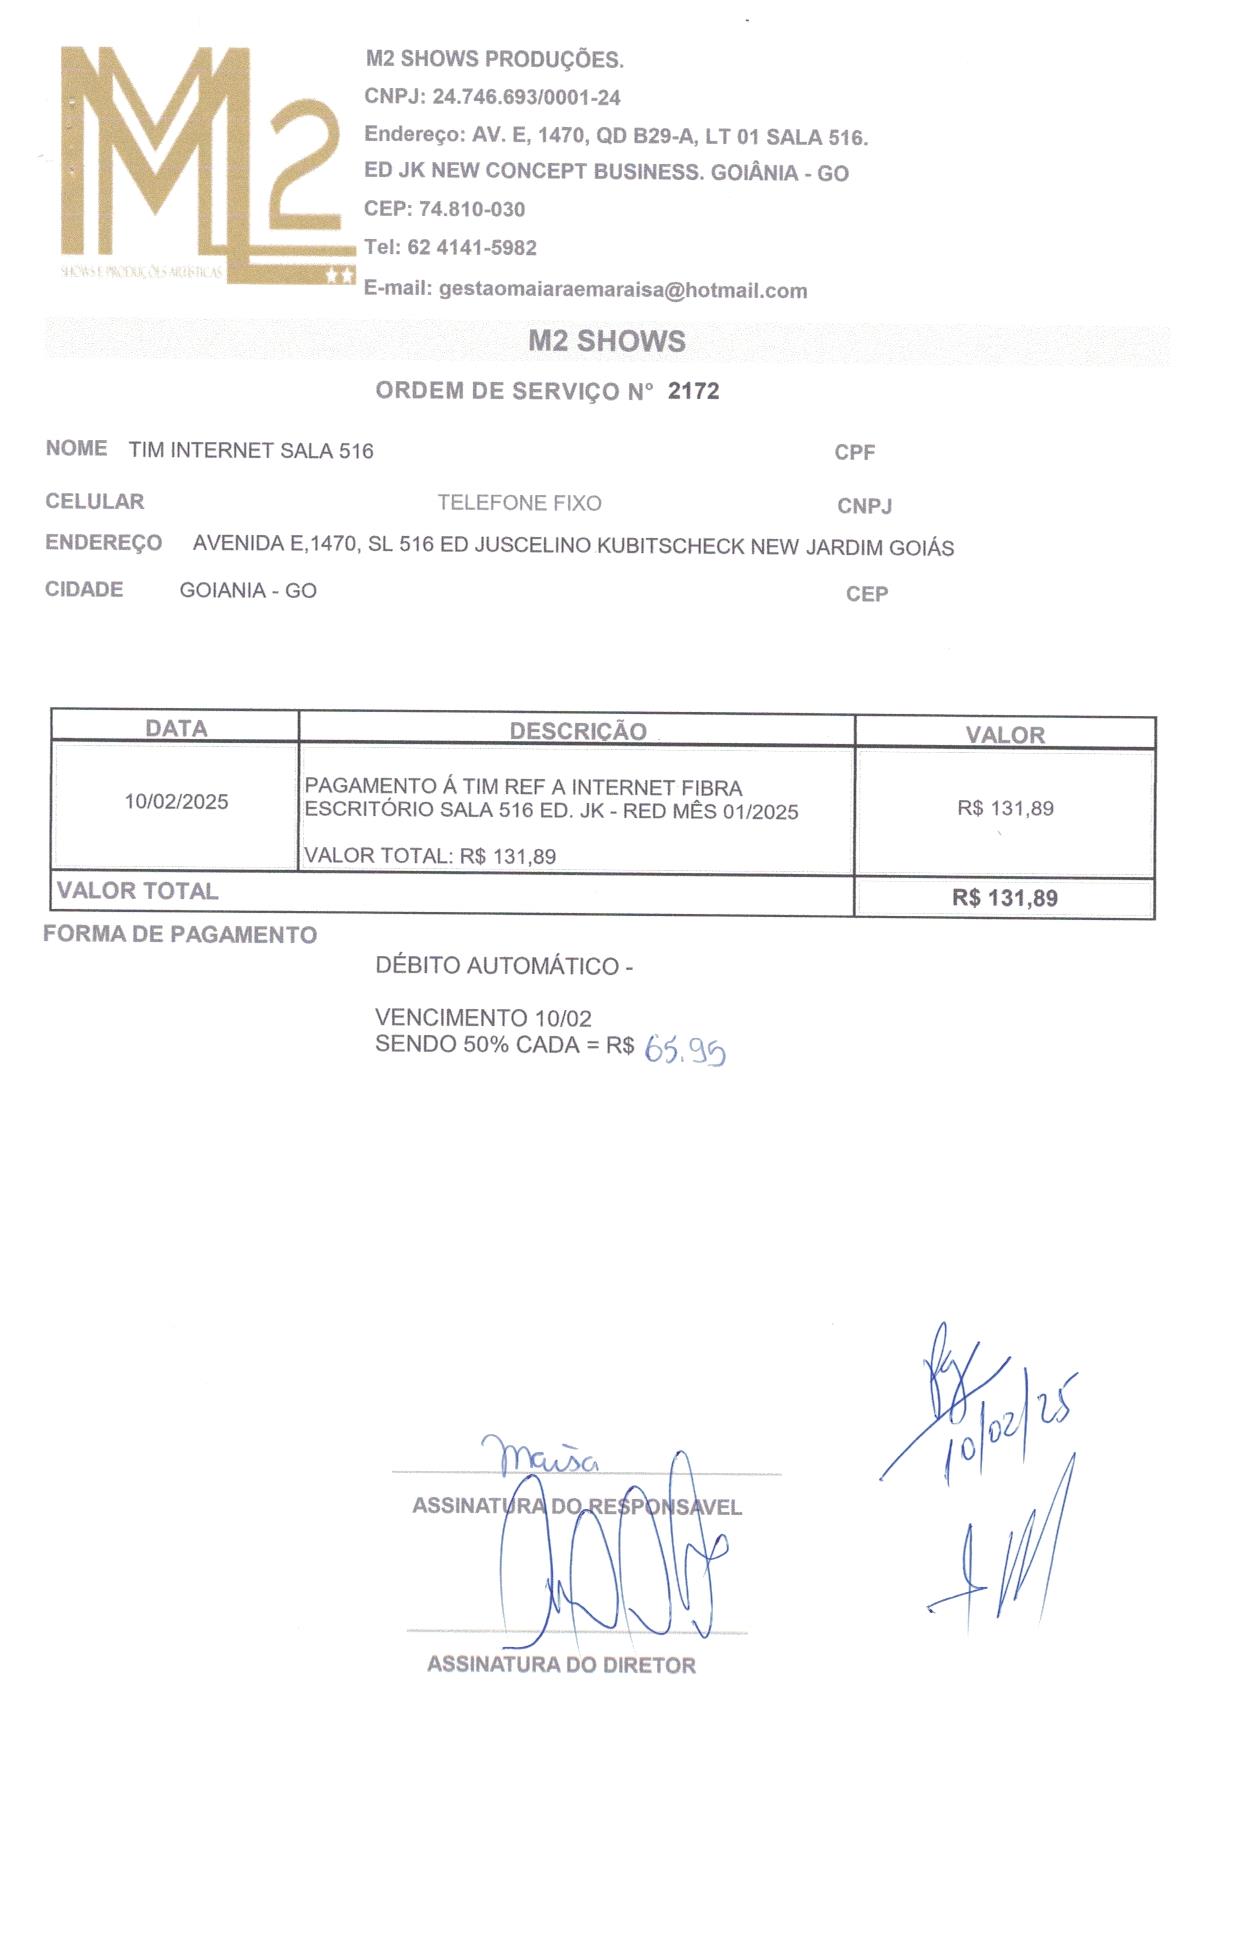 M2
SHOWS E PRODUÇÕES ARTÍSTICAS
M2 SHOWS PRODUÇÕES.
CNPJ: 24.746.693/0001-24
Endereço: AV. E, 1470, QD B29-A, LT 01 SALA 516.
ED JK NEW CONCEPT BUSINESS. GOIÂNIA - GO
CEP: 74.810-030
Tel: 62 4141-5982
E-mail: gestaomaiaraemaraisa@hotmail.com
M2 SHOWS
ORDEM DE SERVIÇO N° 2172
NOME TIM INTERNET SALA 516 CPF
CELULAR TELEFONE FIXO CNPJ
ENDEREÇO AVENIDA E,1470, SL 516 ED JUSCELINO KUBITSCHECK NEW JARDIM GOIÁS
CIDADE GOIANIA - GO CEP
DATA DESCRIÇÃO VALOR
10/02/2025 PAGAMENTO Á TIM REF A INTERNET FIBRA
ESCRITÓRIO SALA 516 ED. JK - RED MÊS 01/2025 R$ 131,89
VALOR TOTAL: R$ 131,89
VALOR TOTAL R$ 131,89
FORMA DE PAGAMENTO
DÉBITO AUTOMÁTICO -
VENCIMENTO 10/02
SENDO 50% CADA = R$ 65.95
Pg
10/02/25
Maisa
ASSINATURA DO RESPONSAVEL
ASSINATURA DO DIRETOR